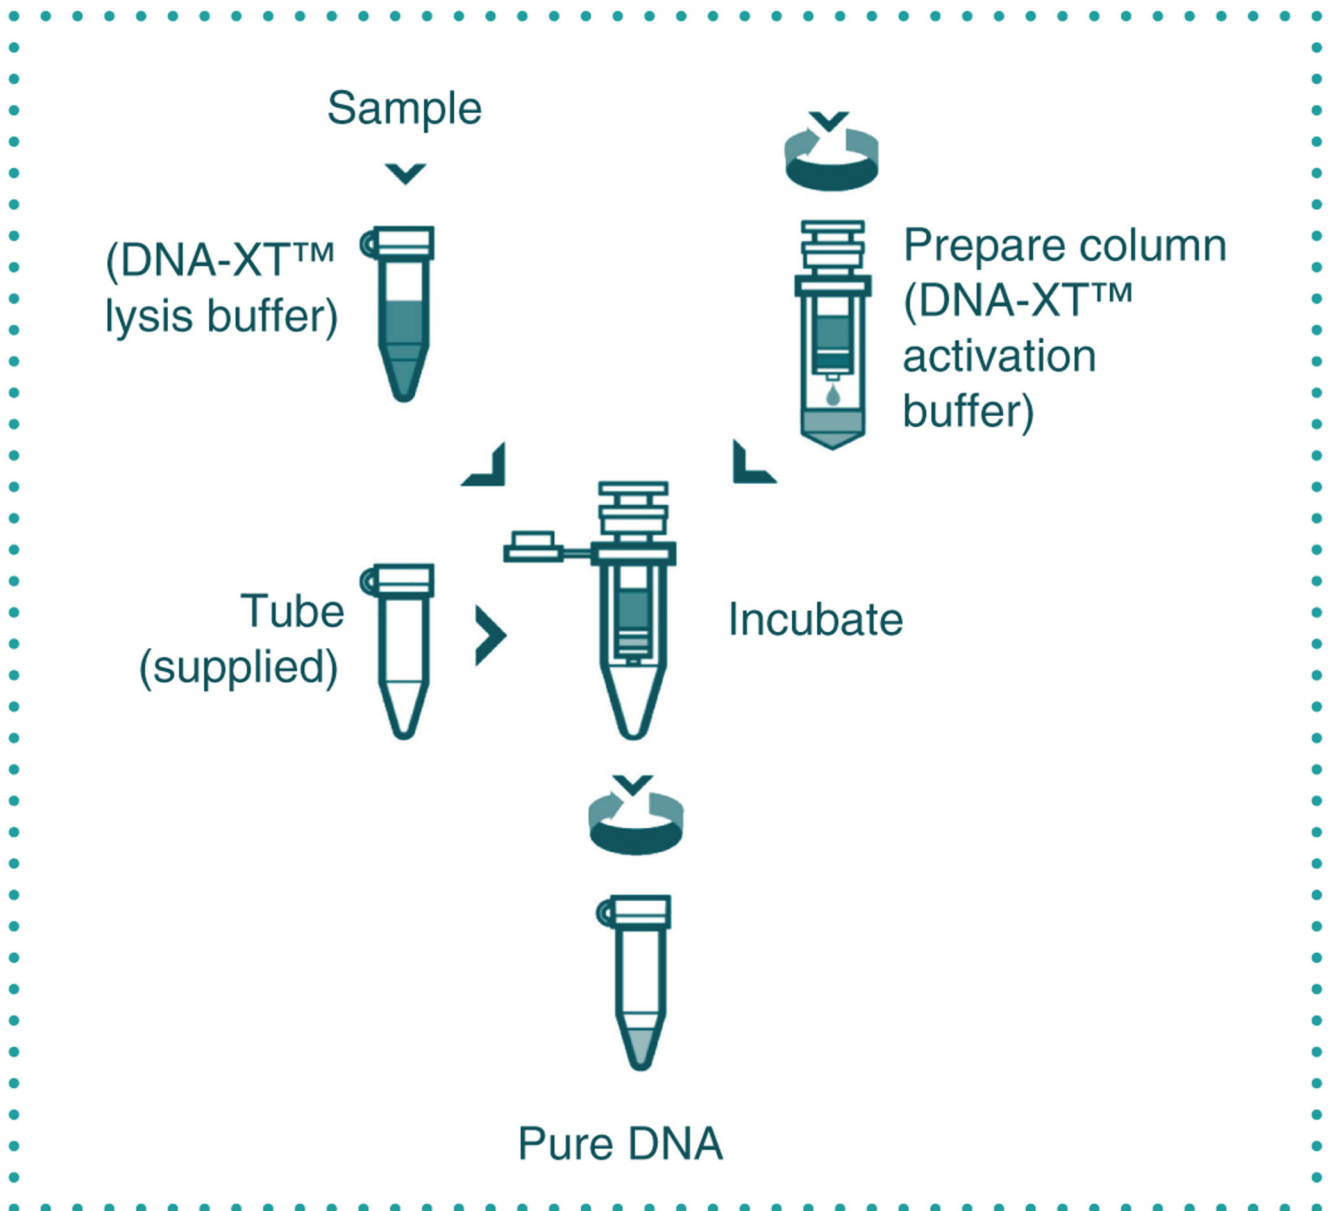 Sample
(DNA-XT™
lysis buffer)
Prepare column
(DNA-XT™
activation
buffer)
Tube
(supplied)
Incubate
Pure DNA